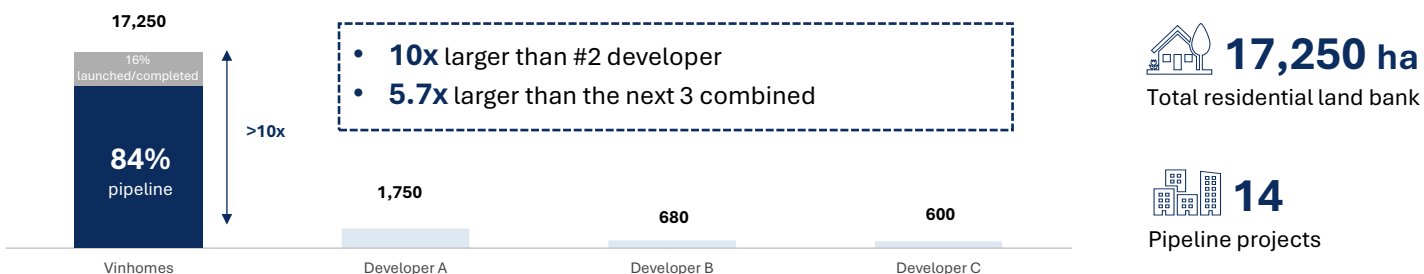 17,250
16%
launched/completed
84%
pipeline
>10x
• 10x larger than #2 developer
• 5.7x larger than the next 3 combined
1,750
680
600
Vinhomes
Developer A
Developer B
Developer C
17,250 ha
Total residential land bank
14
Pipeline projects